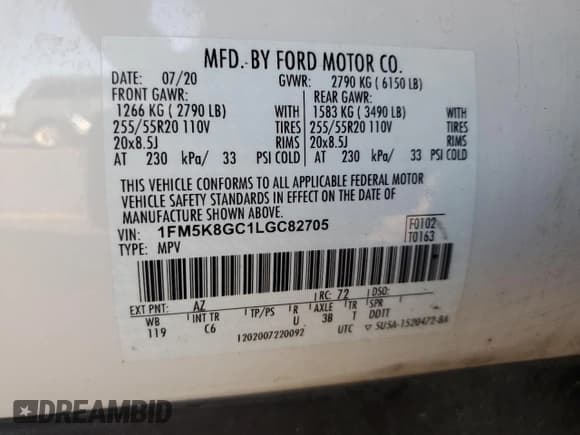 MFD. BY FORD MOTOR CO.
DATE: 07/20 GVWR: 2790 KG ( 6150 LB)
FRONT GAWR: REAR GAWR:
1266 KG ( 2790 LB) WITH 1583 KG ( 3490 LB) WITH
255/55R20 110V TIRES 255/55R20 110V TIRES
20x8.5J RIMS 20x8.5J RIMS
AT 230 kPa/ 33 PSI COLD AT 230 kPa/ 33 PSI COLD
THIS VEHICLE CONFORMS TO ALL APPLICABLE FEDERAL MOTOR
VEHICLE SAFETY STANDARDS IN EFFECT ON THE DATE OF
MANUFACTURE SHOWN ABOVE.
VIN: 1FM5K8GC1LGC82705 F0102
TYPE: MPV T0163
EXT PNT: AZ RC: 72 DSO:
WB INT TR TP/PS R AXLE TR SPR
119 C6 U 3B T DDTT
1202007220092 UTC ▽ 5U5A-1520472-BA
DREAMBID